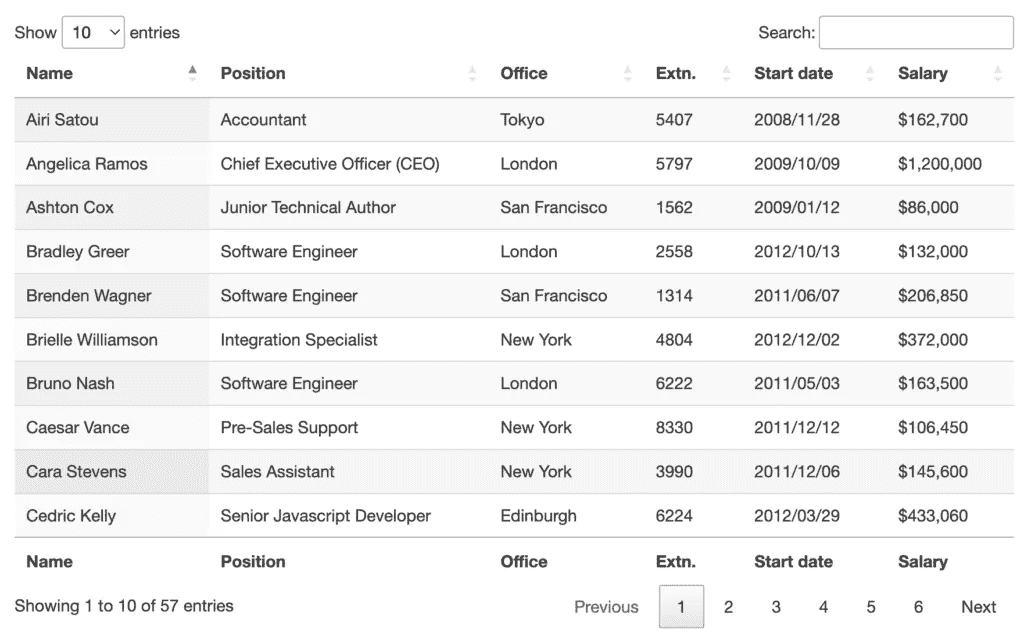 Show 10 entries Search:
Name Position Office Extn. Start date Salary
Airi Satou Accountant Tokyo 5407 2008/11/28 $162,700
Angelica Ramos Chief Executive Officer (CEO) London 5797 2009/10/09 $1,200,000
Ashton Cox Junior Technical Author San Francisco 1562 2009/01/12 $86,000
Bradley Greer Software Engineer London 2558 2012/10/13 $132,000
Brenden Wagner Software Engineer San Francisco 1314 2011/06/07 $206,850
Brielle Williamson Integration Specialist New York 4804 2012/12/02 $372,000
Bruno Nash Software Engineer London 6222 2011/05/03 $163,500
Caesar Vance Pre-Sales Support New York 8330 2011/12/12 $106,450
Cara Stevens Sales Assistant New York 3990 2011/12/06 $145,600
Cedric Kelly Senior Javascript Developer Edinburgh 6224 2012/03/29 $433,060
Name Position Office Extn. Start date Salary
Showing 1 to 10 of 57 entries Previous 1 2 3 4 5 6 Next